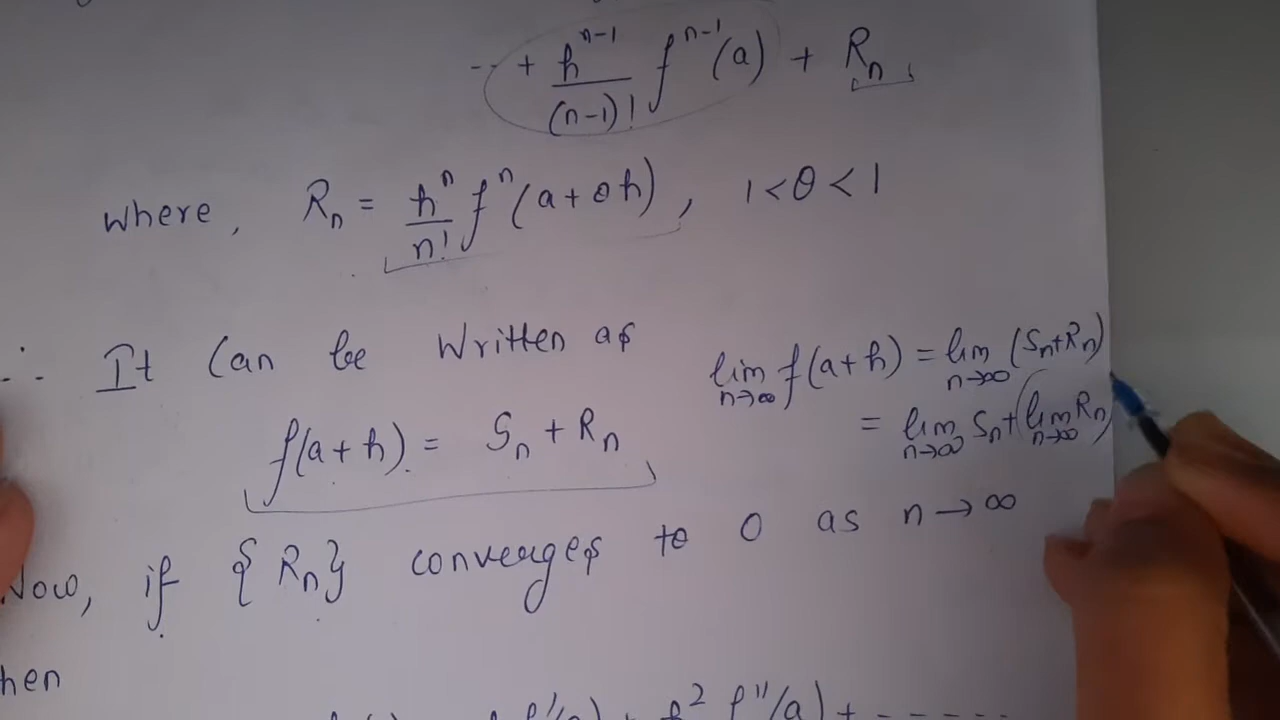 -- + h^{n-1}/(n-1)! f^{n-1}(a) + R_n,
where, R_n = h^n/n! f^n(a+θh), 1<θ<1
∴ It Can be Written as
lim_{n→∞} f(a+h) = lim_{n→∞} (S_n+R_n)
= lim_{n→∞} S_n + (lim_{n→∞} R_n
f(a+h) = S_n + R_n
Now, if {R_n} converges to 0 as n→∞
hen
h^2 f''(a) + ------